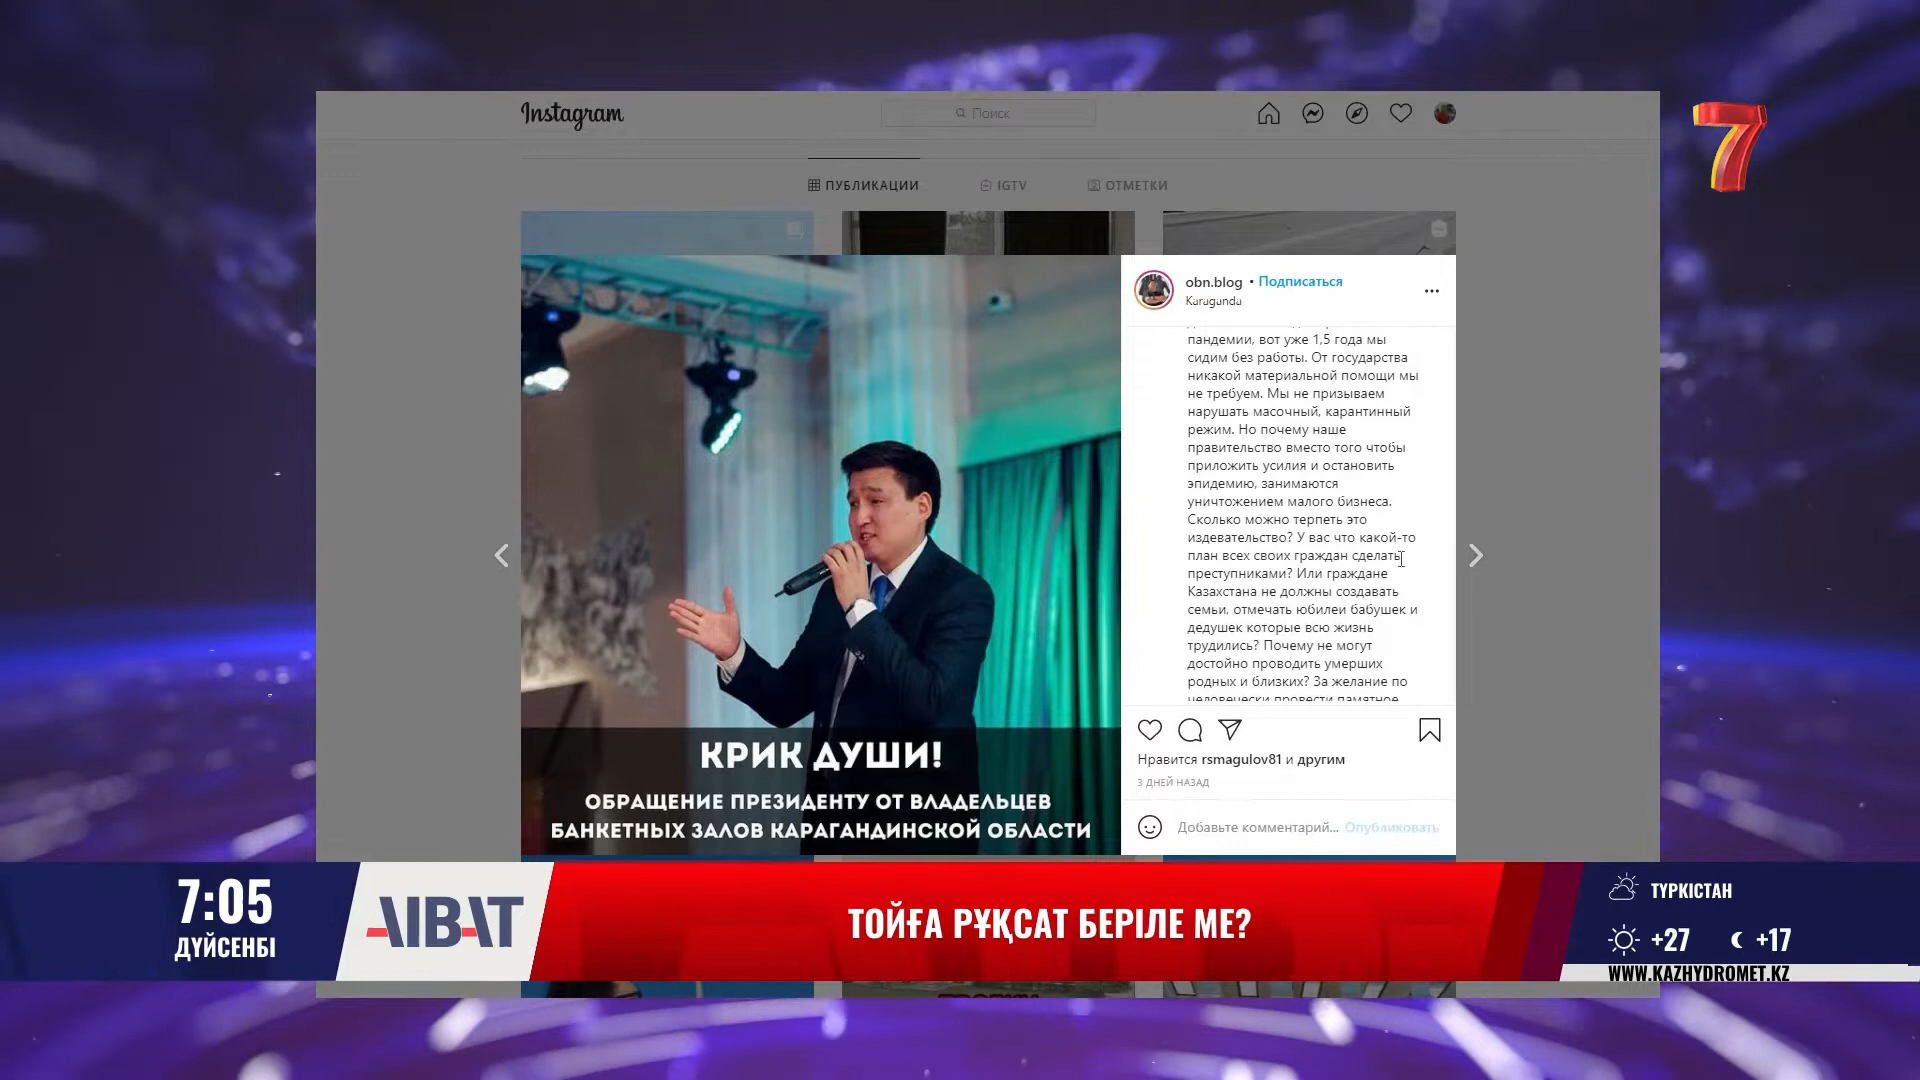 Instagram
Поиск
7
ПУБЛИКАЦИИ
IGTV
ОТМЕТКИ
obn.blog • Подписаться
Karaganda
пандемии, вот уже 1,5 года мы
сидим без работы. От государства
никакой материальной помощи мы
не требуем. Мы не призываем
нарушать масочный, карантинный
режим. Но почему наше
правительство вместо того чтобы
приложить усилия и остановить
эпидемию, занимаются
уничтожением малого бизнеса.
Сколько можно терпеть это
издевательство? У вас что какой-то
план всех своих граждан сделать
преступниками? Или граждане
Казахстана не должны создавать
семьи, отмечать юбилеи бабушек и
дедушек которые всю жизнь
трудились? Почему не могут
достойно проводить умерших
родных и близких? За желание по
человечески провести памятное
КРИК ДУШИ!
ОБРАЩЕНИЕ ПРЕЗИДЕНТУ ОТ ВЛАДЕЛЬЦЕВ
БАНКЕТНЫХ ЗАЛОВ КАРАГАНДИНСКОЙ ОБЛАСТИ
Нравится rsmagulov81 и другим
3 ДНЕЙ НАЗАД
Добавьте комментарий... Опубликовать
7:05
ДҮЙСЕНБІ
AIBAT
ТОЙҒА РҰҚСАТ БЕРІЛЕ МЕ?
ТҮРКІСТАН
+27
+17
WWW.KAZHYDROMET.KZ